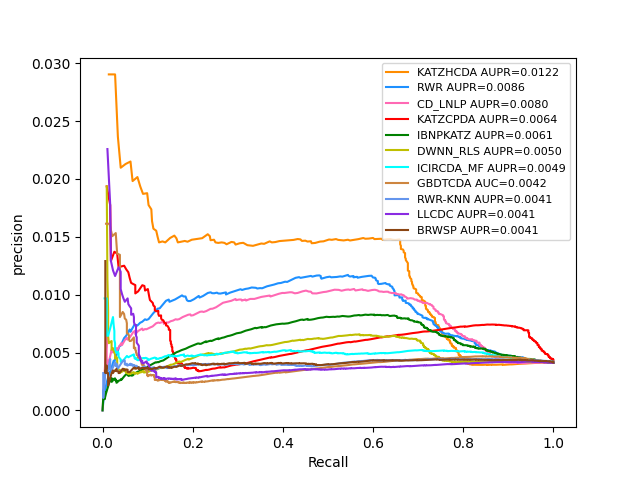 0.030
0.025
0.020
0.015
0.010
0.005
0.000
precision
KATZHCDA AUPR=0.0122
RWR AUPR=0.0086
CD_LNLP AUPR=0.0080
KATZCPDA AUPR=0.0064
IBNPKATZ AUPR=0.0061
DWNN_RLS AUPR=0.0050
ICIRCDA_MF AUPR=0.0049
GBDTCDA AUC=0.0042
RWR-KNN AUPR=0.0041
LLCDC AUPR=0.0041
BRWSP AUPR=0.0041
0.0 0.2 0.4 0.6 0.8 1.0
Recall